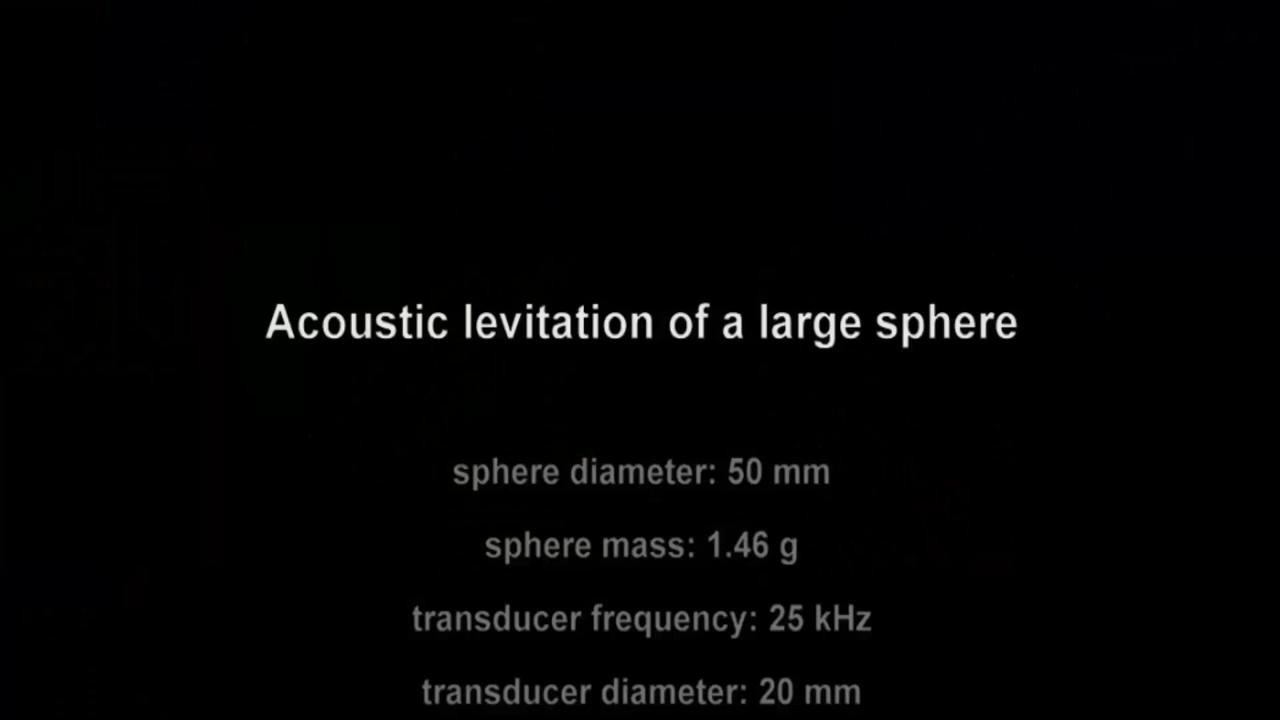 Acoustic levitation of a large sphere
sphere diameter: 50 mm
sphere mass: 1.46 g
transducer frequency: 25 kHz
transducer diameter: 20 mm